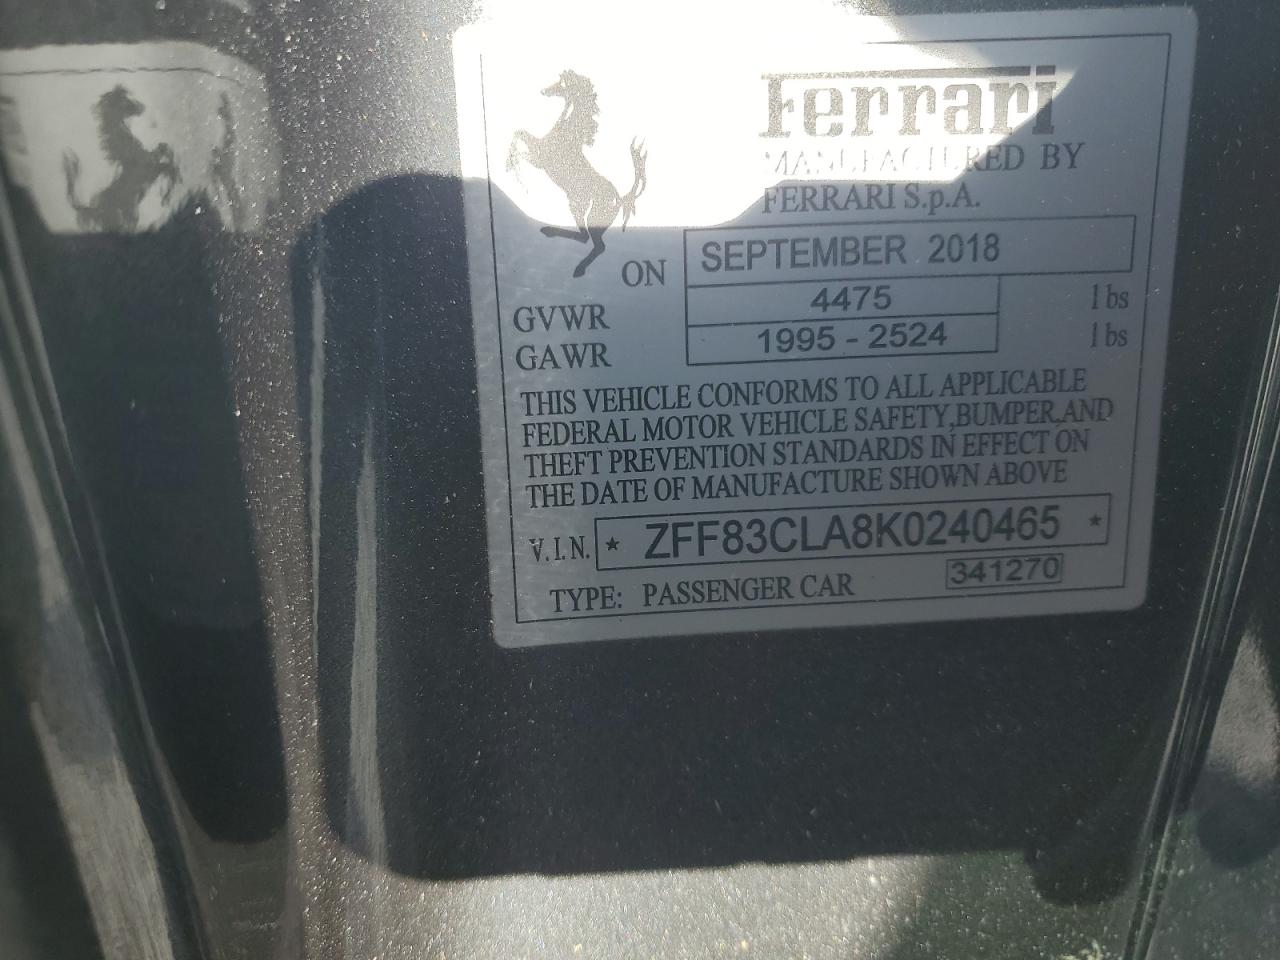 Ferrari
MANUFACTURED BY
FERRARI S.p.A.
ON SEPTEMBER 2018
GVWR 4475 lbs
GAWR 1995 - 2524 lbs
THIS VEHICLE CONFORMS TO ALL APPLICABLE
FEDERAL MOTOR VEHICLE SAFETY,BUMPER,AND
THEFT PREVENTION STANDARDS IN EFFECT ON
THE DATE OF MANUFACTURE SHOWN ABOVE
V.I.N. * ZFF83CLA8K0240465 *
TYPE: PASSENGER CAR 341270